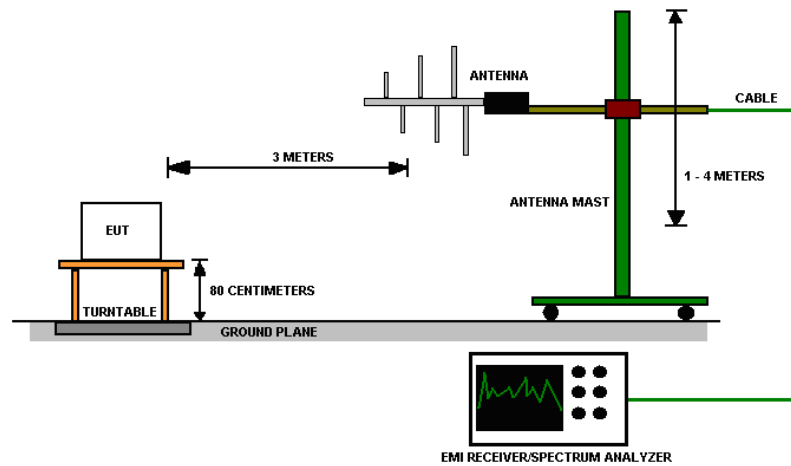 ANTENNA
CABLE
3 METERS
1 - 4 METERS
ANTENNA MAST
EUT
80 CENTIMETERS
TURNTABLE
GROUND PLANE
EMI RECEIVER/SPECTRUM ANALYZER